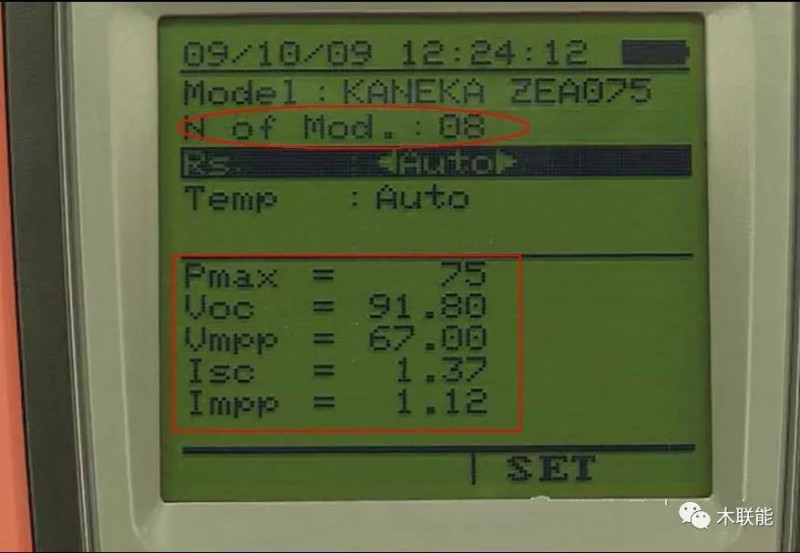 09/10/09 12:24:12
Model : KANEKA ZEA075
N of Mod. : 08
Rs. : ◄Auto►
Temp : Auto
Pmax = 75
Voc = 91.80
Vmpp = 67.00
Isc = 1.37
Impp = 1.12
SET
木联能